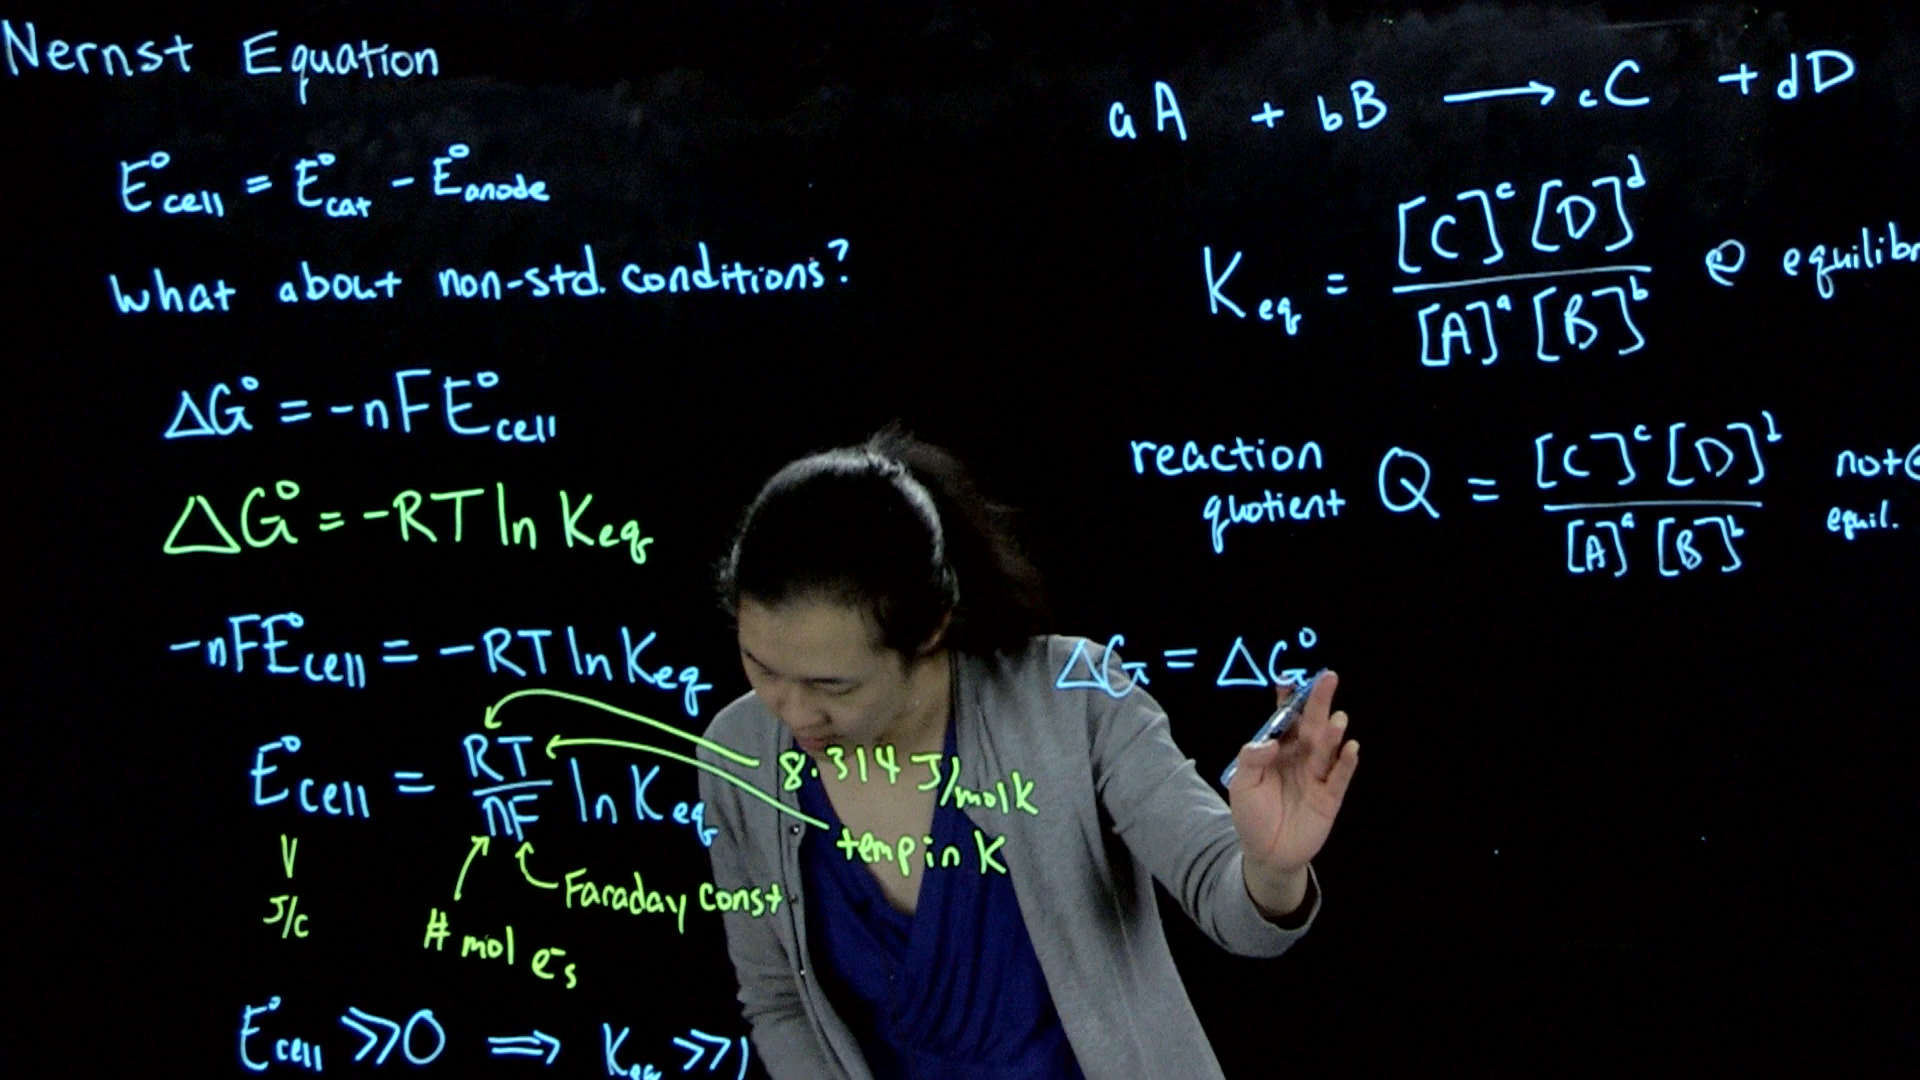 Nernst Equation
E°cell = E°cat - E°anode
What about non-std. conditions?
ΔG° = -nFE°cell
ΔG° = -RT ln Keq
-nFE°cell = -RT ln Keq
E°cell = RT/nF ln Keq
8.314 J/molK
temp in K
V
J/C
# mol e⁻s
Faraday const
E°cell >> 0 ⇒ Keq >> 1
aA + bB → cC + dD
Keq = [C]^c [D]^d / [A]^a [B]^b @
reaction quotient Q = [C]^c [D]^d / [A]^a [B]^b not @
equil.
ΔG = ΔG°